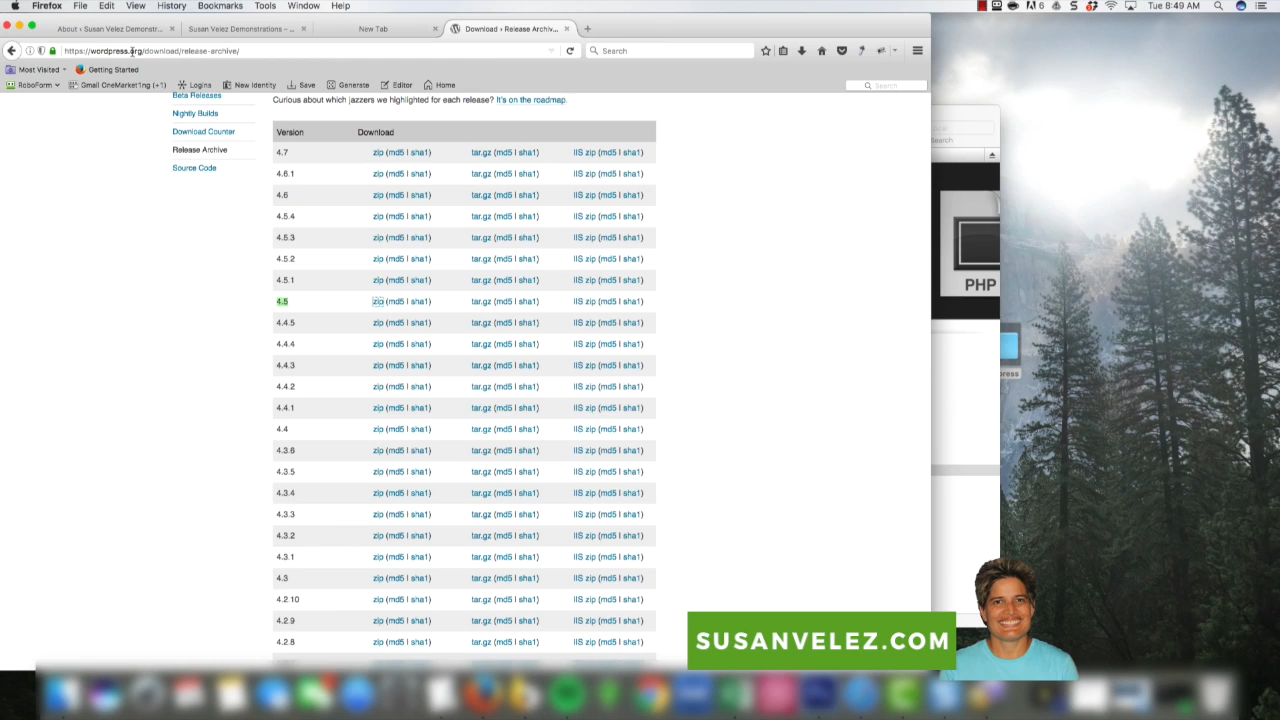 Firefox File Edit View History Bookmarks Tools Window Help 6 Tue 8:49 AM
About ‹ Susan Velez Demonstr... × Susan Velez Demonstrations – ... × New Tab × Download › Release Archiv... × +
https://wordpress.org/download/release-archive/ Search
Most Visited Getting Started
RoboForm Gmail OneMarket1ng (+1) Logins New Identity Save Generate Editor Home Search
Beta Releases
Nightly Builds
Download Counter
Release Archive
Source Code
Curious about which jazzers we highlighted for each release? It's on the roadmap.
Version Download
4.7 zip (md5 | sha1) tar.gz (md5 | sha1) IIS zip (md5 | sha1)
4.6.1 zip (md5 | sha1) tar.gz (md5 | sha1) IIS zip (md5 | sha1)
4.6 zip (md5 | sha1) tar.gz (md5 | sha1) IIS zip (md5 | sha1)
4.5.4 zip (md5 | sha1) tar.gz (md5 | sha1) IIS zip (md5 | sha1)
4.5.3 zip (md5 | sha1) tar.gz (md5 | sha1) IIS zip (md5 | sha1)
4.5.2 zip (md5 | sha1) tar.gz (md5 | sha1) IIS zip (md5 | sha1)
4.5.1 zip (md5 | sha1) tar.gz (md5 | sha1) IIS zip (md5 | sha1)
4.5 zip (md5 | sha1) tar.gz (md5 | sha1) IIS zip (md5 | sha1)
4.4.5 zip (md5 | sha1) tar.gz (md5 | sha1) IIS zip (md5 | sha1)
4.4.4 zip (md5 | sha1) tar.gz (md5 | sha1) IIS zip (md5 | sha1)
4.4.3 zip (md5 | sha1) tar.gz (md5 | sha1) IIS zip (md5 | sha1)
4.4.2 zip (md5 | sha1) tar.gz (md5 | sha1) IIS zip (md5 | sha1)
4.4.1 zip (md5 | sha1) tar.gz (md5 | sha1) IIS zip (md5 | sha1)
4.4 zip (md5 | sha1) tar.gz (md5 | sha1) IIS zip (md5 | sha1)
4.3.6 zip (md5 | sha1) tar.gz (md5 | sha1) IIS zip (md5 | sha1)
4.3.5 zip (md5 | sha1) tar.gz (md5 | sha1) IIS zip (md5 | sha1)
4.3.4 zip (md5 | sha1) tar.gz (md5 | sha1) IIS zip (md5 | sha1)
4.3.3 zip (md5 | sha1) tar.gz (md5 | sha1) IIS zip (md5 | sha1)
4.3.2 zip (md5 | sha1) tar.gz (md5 | sha1) IIS zip (md5 | sha1)
4.3.1 zip (md5 | sha1) tar.gz (md5 | sha1) IIS zip (md5 | sha1)
4.3 zip (md5 | sha1) tar.gz (md5 | sha1) IIS zip (md5 | sha1)
4.2.10 zip (md5 | sha1) tar.gz (md5 | sha1) IIS zip (md5 | sha1)
4.2.9 zip (md5 | sha1) tar.gz (md5 | sha1) IIS zip (md5 | sha1)
4.2.8 zip (md5 | sha1) tar.gz (md5 | sha1) IIS zip (md5 | sha1)
Search
PHP
press
SUSANVELEZ.COM